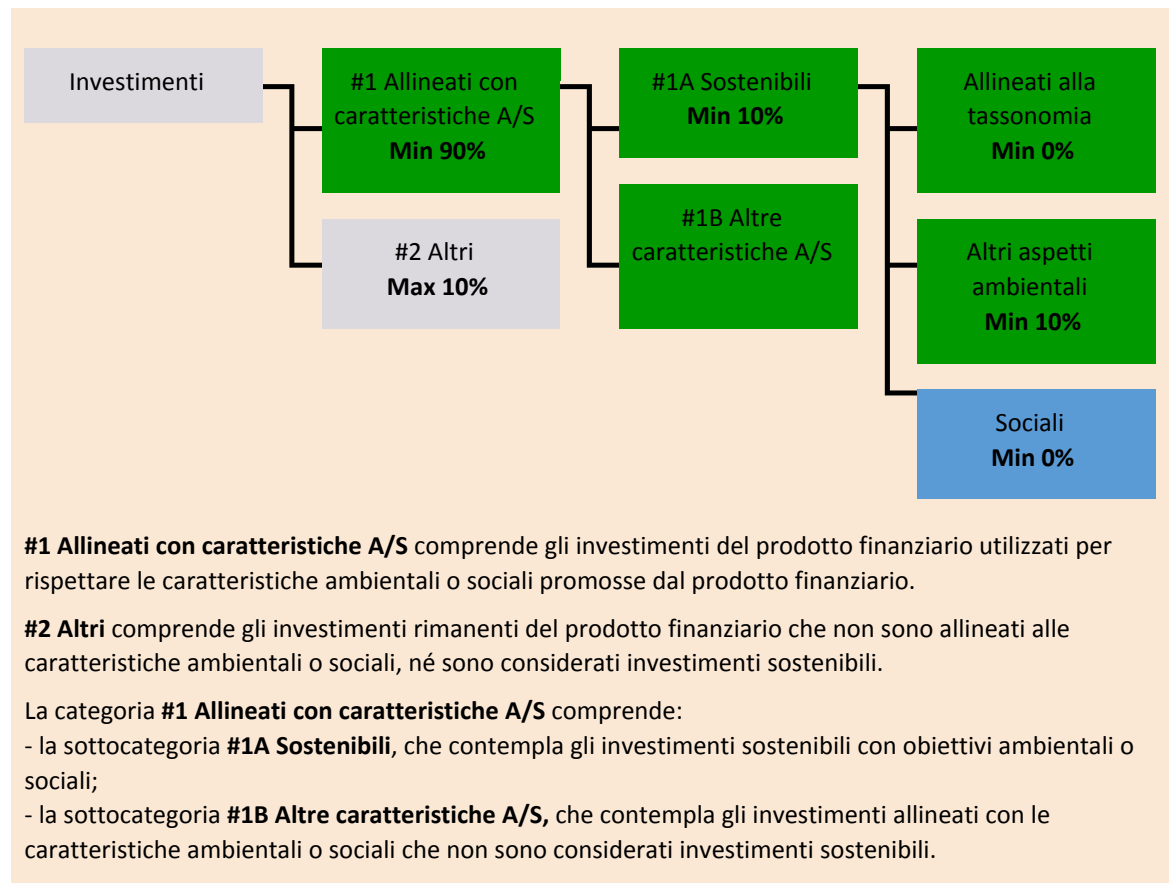 Investimenti
#1 Allineati con
caratteristiche A/S
Min 90%
#2 Altri
Max 10%
#1A Sostenibili
Min 10%
#1B Altre
caratteristiche A/S
Allineati alla
tassonomia
Min 0%
Altri aspetti
ambientali
Min 10%
Sociali
Min 0%
#1 Allineati con caratteristiche A/S comprende gli investimenti del prodotto finanziario utilizzati per
rispettare le caratteristiche ambientali o sociali promosse dal prodotto finanziario.
#2 Altri comprende gli investimenti rimanenti del prodotto finanziario che non sono allineati alle
caratteristiche ambientali o sociali, né sono considerati investimenti sostenibili.
La categoria #1 Allineati con caratteristiche A/S comprende:
- la sottocategoria #1A Sostenibili, che contempla gli investimenti sostenibili con obiettivi ambientali o
sociali;
- la sottocategoria #1B Altre caratteristiche A/S, che contempla gli investimenti allineati con le
caratteristiche ambientali o sociali che non sono considerati investimenti sostenibili.